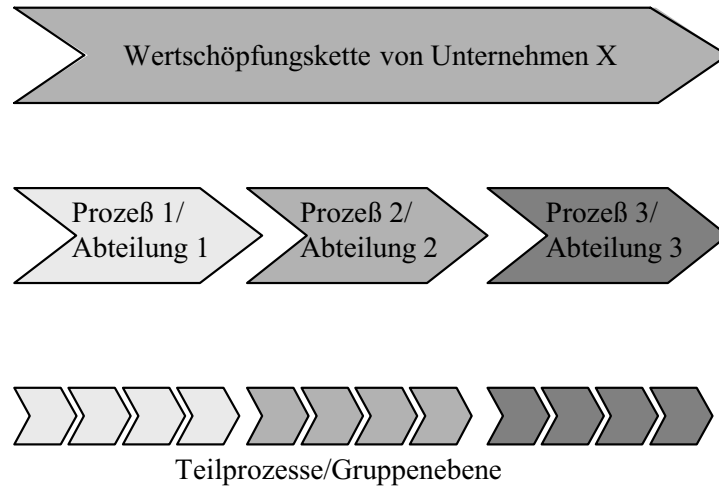 Wertschöpfungskette von Unternehmen X
Prozeß 1/
Abteilung 1
Prozeß 2/
Abteilung 2
Prozeß 3/
Abteilung 3
Teilprozesse/Gruppenebene